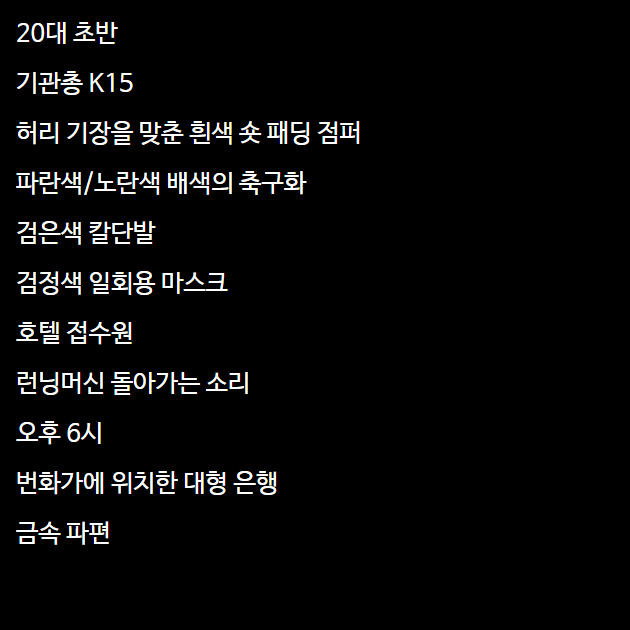 20대 초반
기관총 K15
허리 기장을 맞춘 흰색 숏 패딩 점퍼
파란색/노란색 배색의 축구화
검은색 칼단발
검정색 일회용 마스크
호텔 접수원
런닝머신 돌아가는 소리
오후 6시
번화가에 위치한 대형 은행
금속 파편